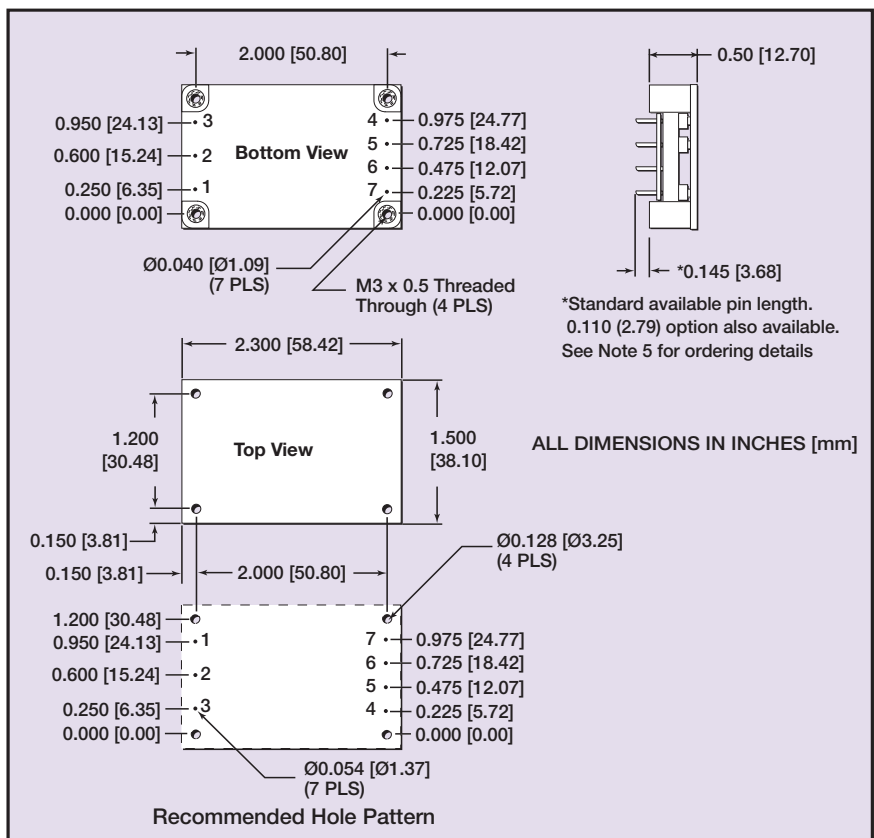 2.000 [50.80]
0.50 [12.70]
0.950 [24.13] 3
4 0.975 [24.77]
5 0.725 [18.42]
0.600 [15.24] 2
Bottom View
6 0.475 [12.07]
0.250 [6.35] 1
7 0.225 [5.72]
0.000 [0.00]
0.000 [0.00]
Ø0.040 [Ø1.09]
(7 PLS)
M3 x 0.5 Threaded
Through (4 PLS)
*0.145 [3.68]
*Standard available pin length.
0.110 (2.79) option also available.
See Note 5 for ordering details
2.300 [58.42]
1.200
[30.48]
Top View
1.500
[38.10]
ALL DIMENSIONS IN INCHES [mm]
0.150 [3.81]
0.150 [3.81]
2.000 [50.80]
Ø0.128 [Ø3.25]
(4 PLS)
1.200 [30.48]
0.950 [24.13] 1
7 0.975 [24.77]
6 0.725 [18.42]
0.600 [15.24] 2
5 0.475 [12.07]
0.250 [6.35] 3
4 0.225 [5.72]
0.000 [0.00]
0.000 [0.00]
Ø0.054 [Ø1.37]
(7 PLS)
Recommended Hole Pattern